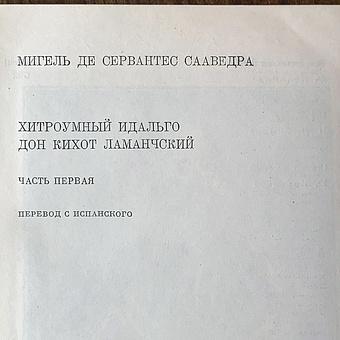 МИГЕЛЬ ДЕ СЕРВАНТЕС СААВЕДРА
ХИТРОУМНЫЙ ИДАЛЬГО
ДОН КИХОТ ЛАМАНЧСКИЙ
ЧАСТЬ ПЕРВАЯ
ПЕРЕВОД С ИСПАНСКОГО